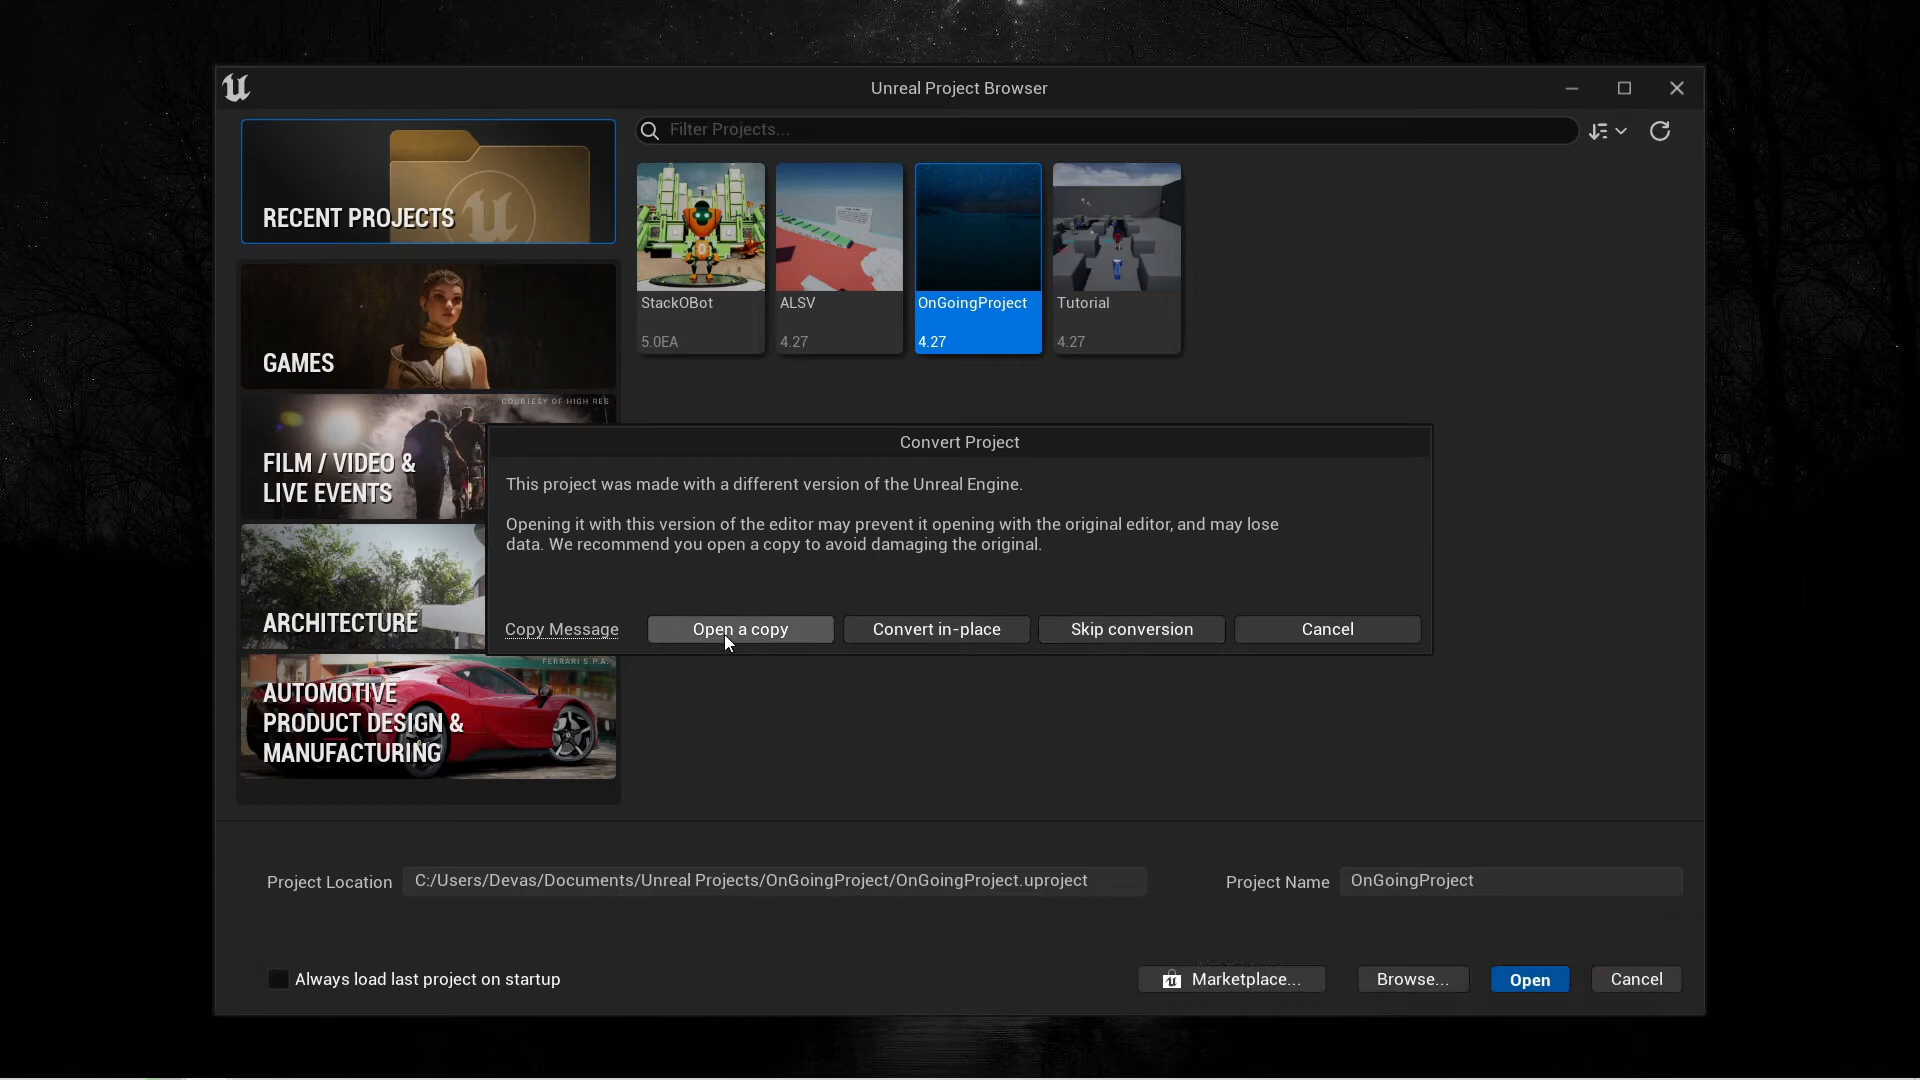 Unreal Project Browser
RECENT PROJECTS
Filter Projects...
StackOBot
5.0EA
ALSV
4.27
OnGoingProject
4.27
Tutorial
4.27
GAMES
COURTESY OF HIGH RES
FILM / VIDEO &
LIVE EVENTS
ARCHITECTURE
FERRARI S.P.A.
AUTOMOTIVE
PRODUCT DESIGN &
MANUFACTURING
Convert Project
This project was made with a different version of the Unreal Engine.
Opening it with this version of the editor may prevent it opening with the original editor, and may lose
data. We recommend you open a copy to avoid damaging the original.
Copy Message
Open a copy
Convert in-place
Skip conversion
Cancel
Project Location
C:/Users/Devas/Documents/Unreal Projects/OnGoingProject/OnGoingProject.uproject
Project Name
OnGoingProject
Always load last project on startup
Marketplace...
Browse...
Open
Cancel